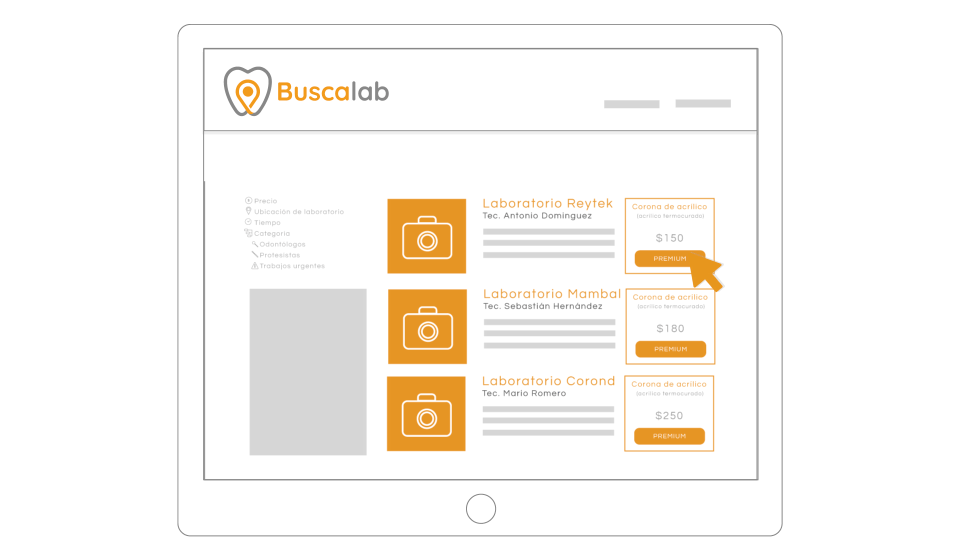 Buscalab
Precio
Ubicación de laboratorio
Tiempo
Categoria
Odontólogos
Protesistas
Trabajos urgentes
Laboratorio Reytek
Tec. Antonio Dominguez
Corona de acrílico
(acrílico termocurado)
$150
PREMIUM
Laboratorio Mambal
Tec. Sebastián Hernández
Corona de acrílico
(acrílico termocurado)
$180
PREMIUM
Laboratorio Corond
Tec. Mario Romero
Corona de acrílico
(acrílico termocurado)
$250
PREMIUM